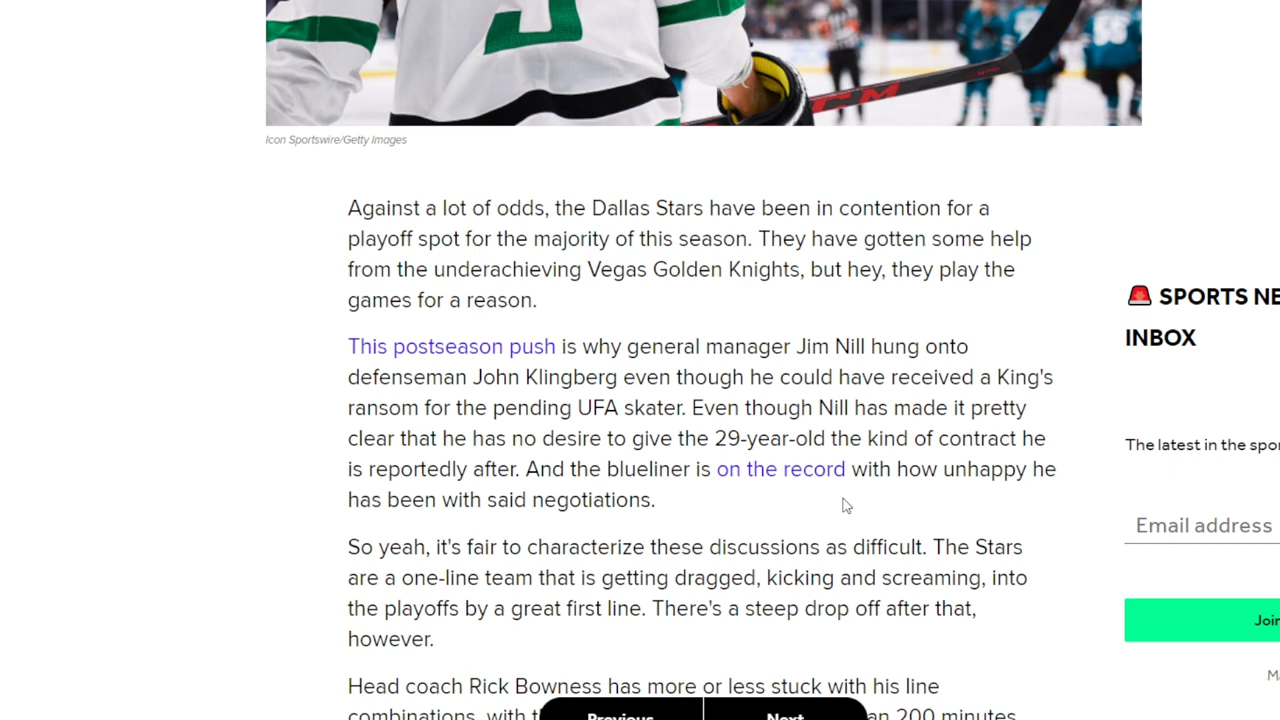 CCM
Icon Sportswire/Getty Images
Against a lot of odds, the Dallas Stars have been in contention for a
playoff spot for the majority of this season. They have gotten some help
from the underachieving Vegas Golden Knights, but hey, they play the
games for a reason.
This postseason push is why general manager Jim Nill hung onto
defenseman John Klingberg even though he could have received a King's
ransom for the pending UFA skater. Even though Nill has made it pretty
clear that he has no desire to give the 29-year-old the kind of contract he
is reportedly after. And the blueliner is on the record with how unhappy he
has been with said negotiations.
So yeah, it's fair to characterize these discussions as difficult. The Stars
are a one-line team that is getting dragged, kicking and screaming, into
the playoffs by a great first line. There's a steep drop off after that,
however.
Head coach Rick Bowness has more or less stuck with his line
combinations, with an 200 minutes
Previous Next
🚨 SPORTS NE
INBOX
The latest in the spor
Email address
Join